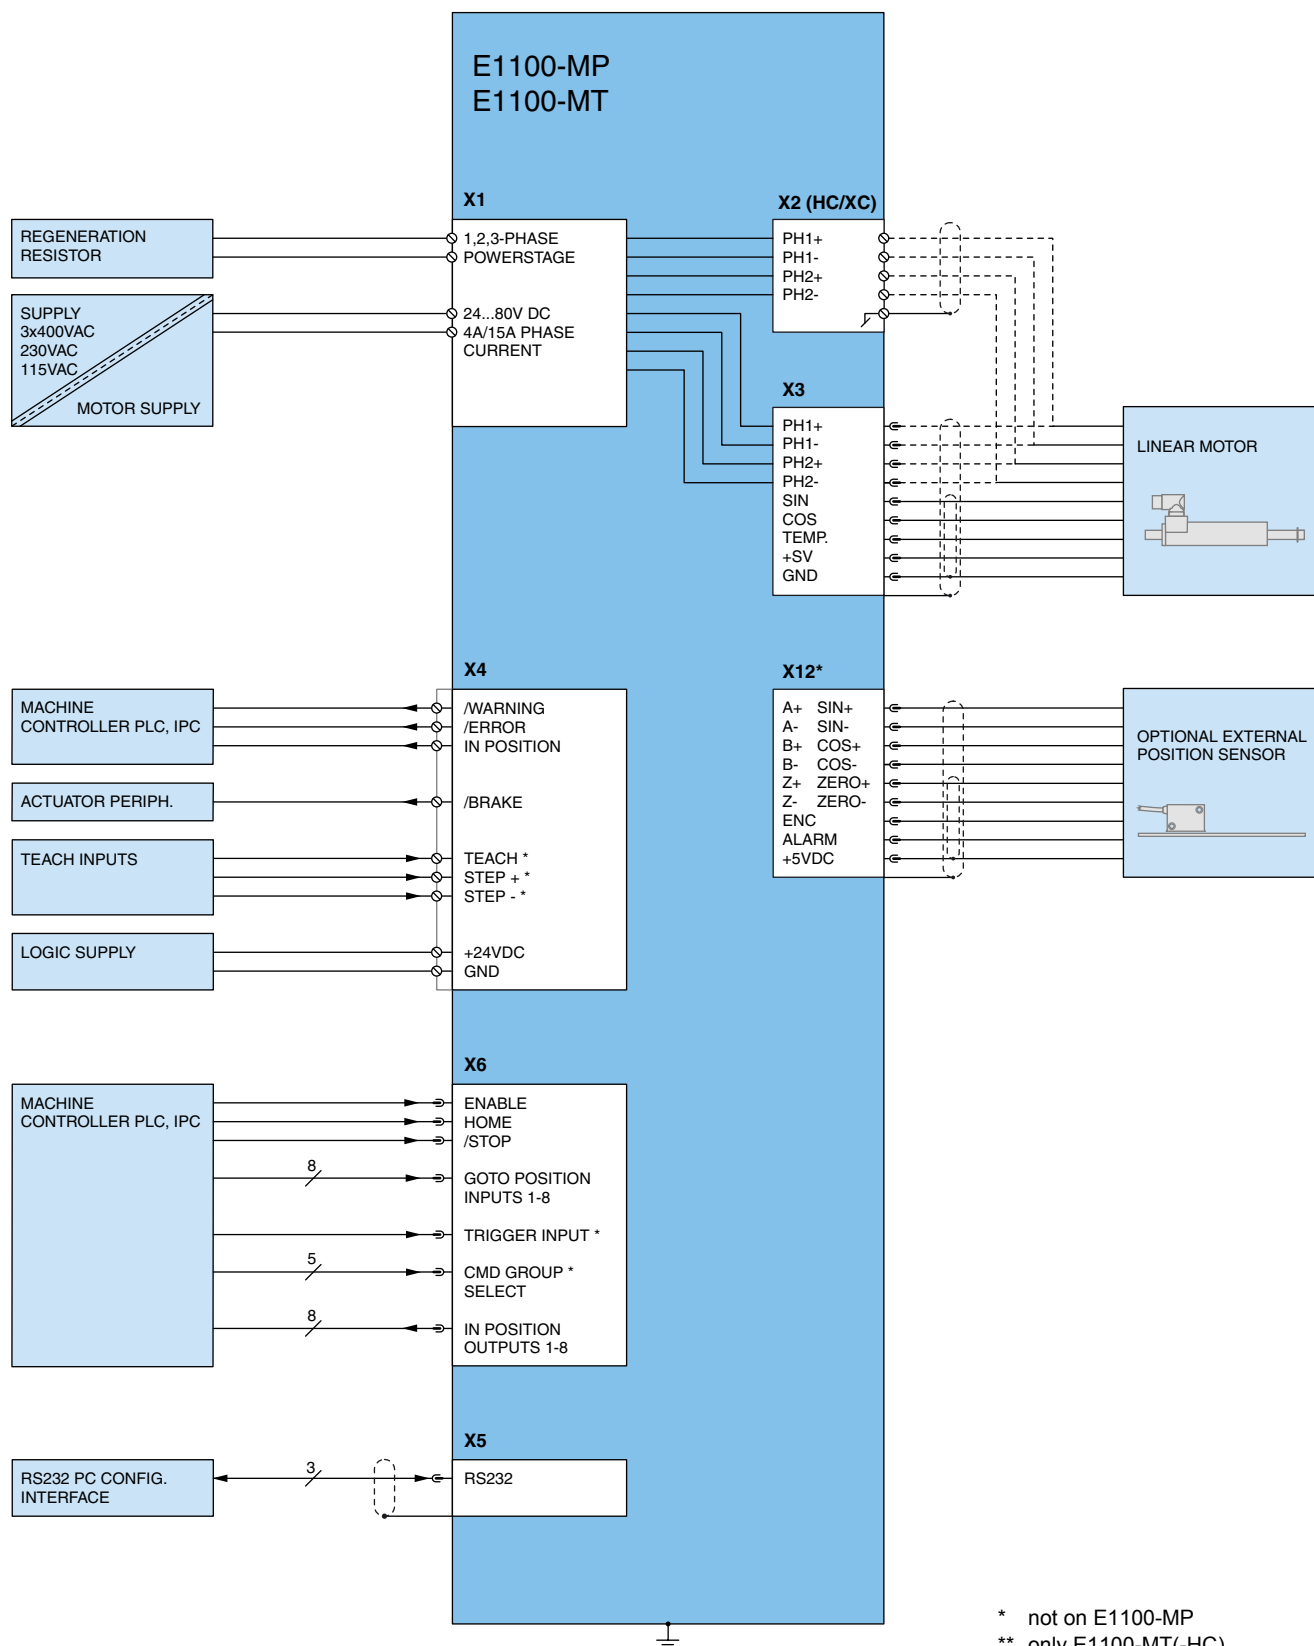 E1100-MP
E1100-MT
X1
X2 (HC/XC)
REGENERATION
RESISTOR
1,2,3-PHASE
POWERSTAGE
PH1+
PH1-
PH2+
PH2-
SUPPLY
3x400VAC
230VAC
115VAC
MOTOR SUPPLY
24...80V DC
4A/15A PHASE
CURRENT
X3
PH1+
PH1-
PH2+
PH2-
SIN
COS
TEMP.
+SV
GND
LINEAR MOTOR
X4
X12*
MACHINE
CONTROLLER PLC, IPC
/WARNING
/ERROR
IN POSITION
ACTUATOR PERIPH.
/BRAKE
TEACH INPUTS
TEACH *
STEP + *
STEP - *
LOGIC SUPPLY
+24VDC
GND
A+ SIN+
A- SIN-
B+ COS+
B- COS-
Z+ ZERO+
Z- ZERO-
ENC
ALARM
+5VDC
OPTIONAL EXTERNAL
POSITION SENSOR
X6
MACHINE
CONTROLLER PLC, IPC
ENABLE
HOME
/STOP
8
GOTO POSITION
INPUTS 1-8
TRIGGER INPUT *
5
CMD GROUP *
SELECT
8
IN POSITION
OUTPUTS 1-8
X5
RS232 PC CONFIG.
INTERFACE
3
RS232
* not on E1100-MP
** only E1100-MT(-HC)